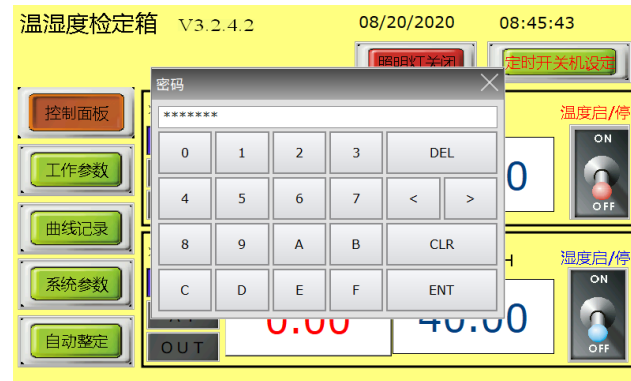 温湿度检定箱 V3.2.4.2 08/20/2020 08:45:43
照明灯关闭 定时开关机设定
密码
*******
0 1 2 3 DEL
4 5 6 7 < >
8 9 A B CLR
C D E F ENT
控制面板
工作参数
曲线记录
系统参数
自动整定
温度启/停
ON
OFF
湿度启/停
ON
OFF
0.00 40.00
OUT